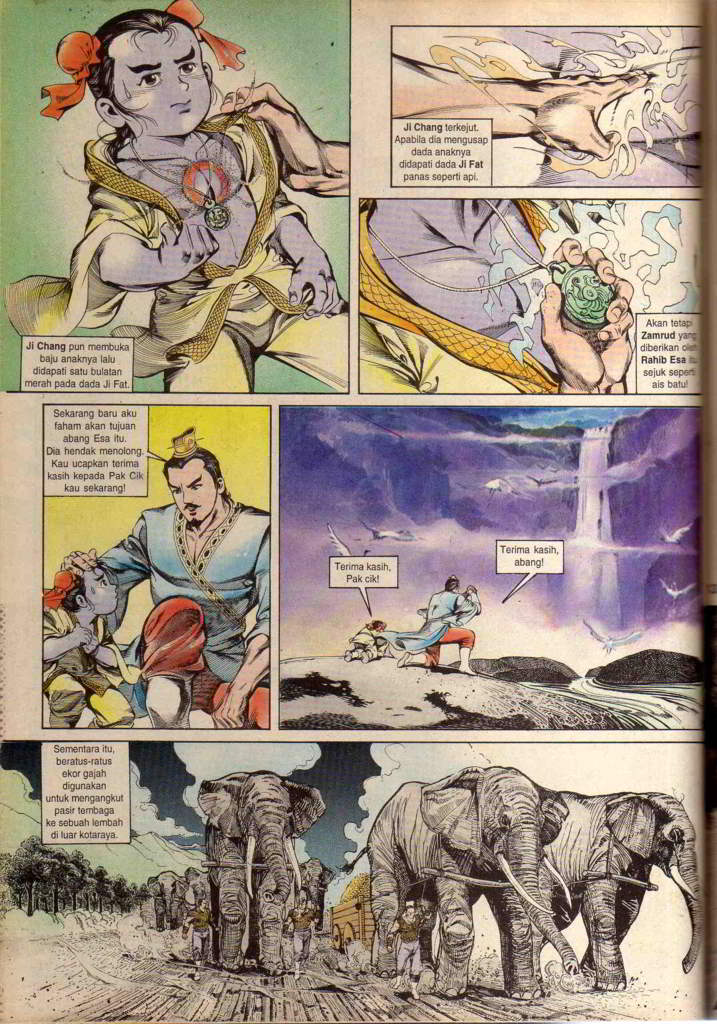 Ji Chang pun membuka
baju anaknya lalu
didapati satu bulatan
merah pada dada Ji Fat.
Ji Chang terkejut.
Apabila dia mengusap
dada anaknya
didapati dada Ji Fat
panas seperti api.
Akan tetapi
Zamrud yang
diberikan oleh
Rahib Esa itu
sejuk seperti
ais batu!
Sekarang baru aku
faham akan tujuan
abang Esa itu.
Dia hendak menolong.
Kau ucapkan terima
kasih kepada Pak Cik
kau sekarang!
Terima kasih,
Pak cik!
Terima kasih,
abang!
Sementara itu,
beratus-ratus
ekor gajah
digunakan
untuk mengangkut
pasir tembaga
ke sebuah lembah
di luar kotaraya.